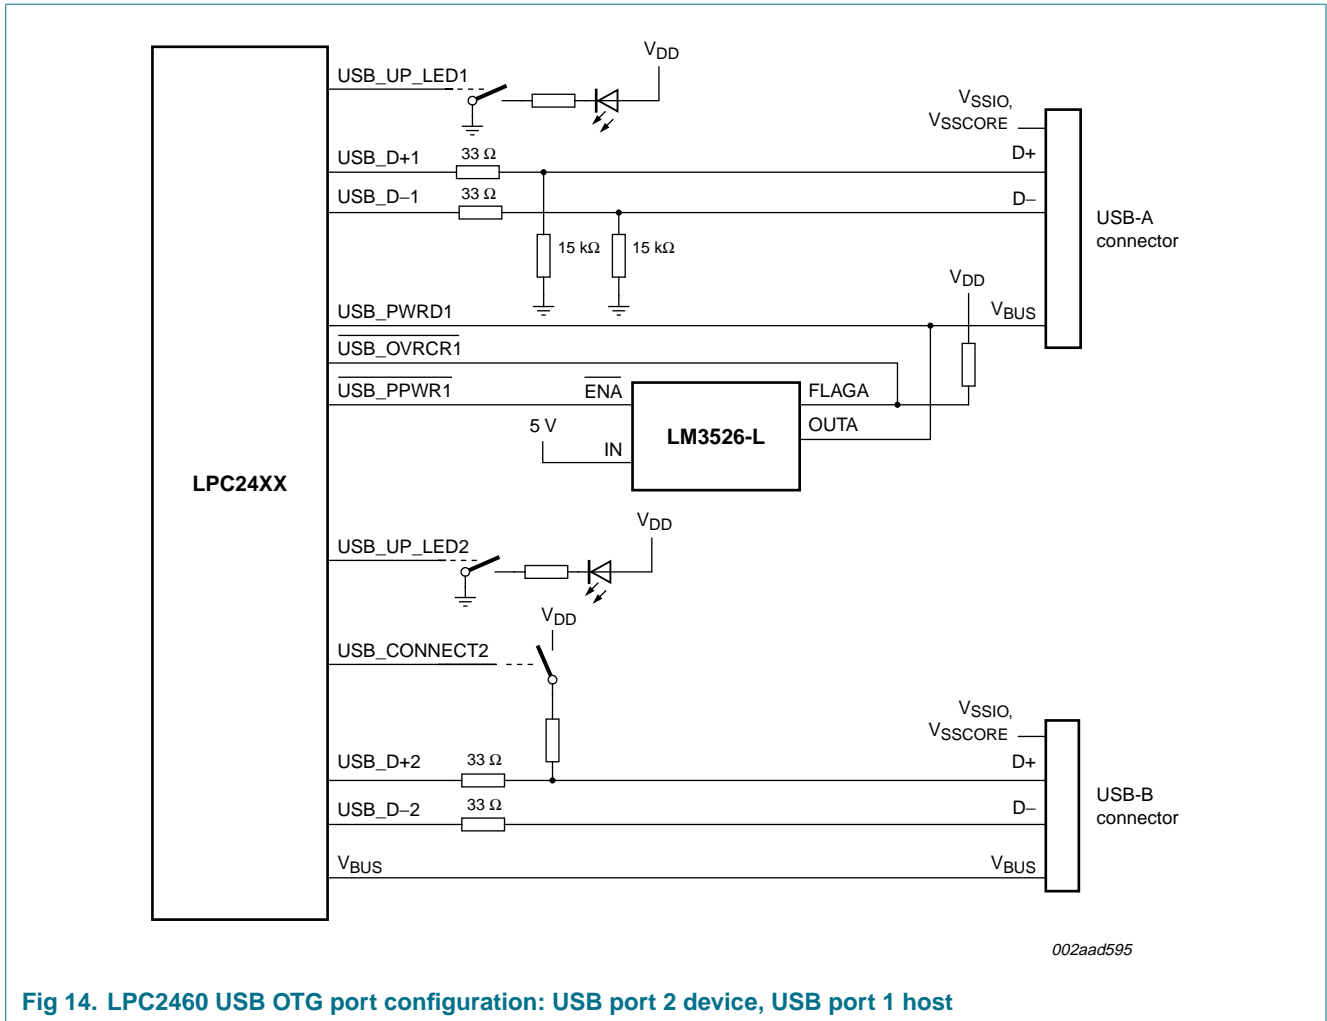 USB_UP_LED1
VDD
VSSIO,
VSSCORE
USB_D+1
33 Ω
D+
USB_D−1
33 Ω
D−
USB-A
connector
15 kΩ
15 kΩ
VDD
USB_PWRD1
VBUS
USB_OVRCR1
USB_PPWR1
ENA
FLAGA
5 V
OUTA
IN
LM3526-L
LPC24XX
VDD
USB_UP_LED2
VDD
USB_CONNECT2
VSSIO,
VSSCORE
USB_D+2
33 Ω
D+
USB_D−2
33 Ω
D−
USB-B
connector
VBUS
VBUS
002aad595
Fig 14. LPC2460 USB OTG port configuration: USB port 2 device, USB port 1 host